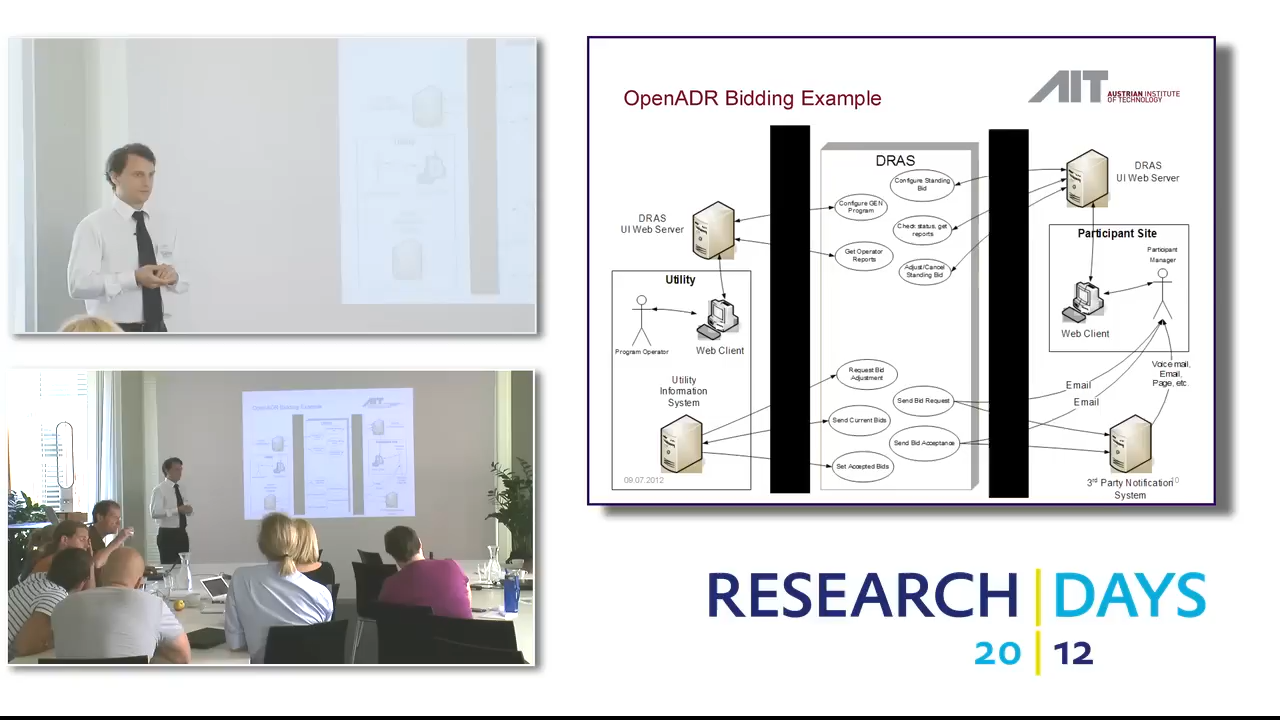 OpenADR Bidding Example
AIT
AUSTRIAN INSTITUTE
OF TECHNOLOGY
DRAS
Configure Standing
Bid
Configure GEN
Program
Check status, get
reports
Get Operator
Reports
Adjust/Cancel
Standing Bid
DRAS
UI Web Server
DRAS
UI Web Server
Utility
Program Operator
Web Client
Participant Site
Participant
Manager
Web Client
Utility
Information
System
Request Bid
Adjustment
Send Bid Request
Send Current Bids
Send Bid Acceptance
Set Accepted Bids
Email
Email
Voice mail,
Email,
Page, etc.
3rd Party Notification
System
09.07.2012
10
RESEARCH DAYS
20 12
OpenADR Bidding Example